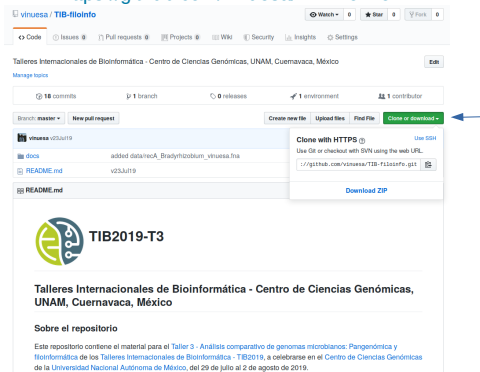 vinuesa / TIB-filoinfo
Watch 0 Star 0 Fork 0
Code Issues 0 Pull requests 0 Projects 0 Wiki Security Insights Settings
Talleres Internacionales de Bioinformática - Centro de Ciencias Genómicas, UNAM, Cuernavaca, México Edit
Manage topics
18 commits 1 branch 0 releases 1 environment 1 contributor
Branch: master New pull request Create new file Upload files Find File Clone or download
vinuesa v23Jul19
docs added data/recA_Bradyrhizobium_vinuesa.fna
README.md v23Jul19
Clone with HTTPS Use SSH
Use Git or checkout with SVN using the web URL.
://github.com/vinuesa/TIB-filoinfo.git
Download ZIP
README.md
TIB2019-T3
Talleres Internacionales de Bioinformática - Centro de Ciencias Genómicas,
UNAM, Cuernavaca, México
Sobre el repositorio
Este repositorio contiene el material para el Taller 3 - Análisis comparativo de genomas microbianos: Pangenómica y
filoinformática de los Talleres Internacionales de Bioinformática - TIB2019, a celebrarse en el Centro de Ciencias Genómicas
de la Universidad Nacional Autónoma de México, del 29 de julio al 2 de agosto de 2019.